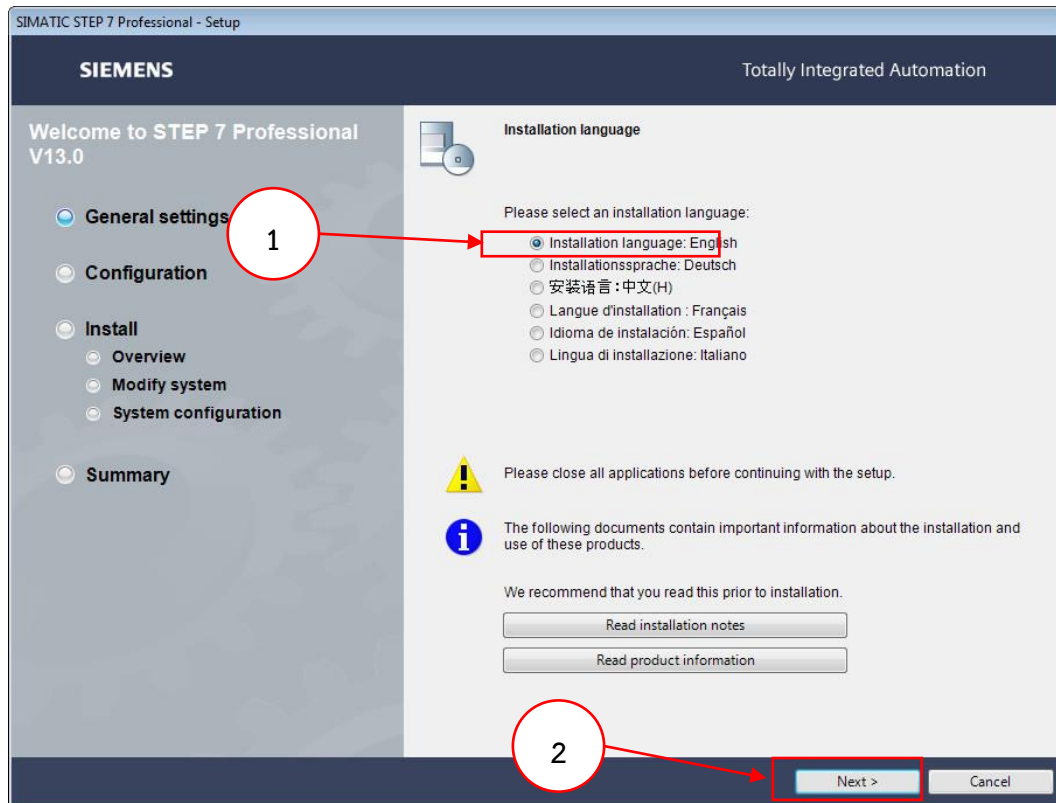 SIMATIC STEP 7 Professional - Setup
SIEMENS
Totally Integrated Automation
Welcome to STEP 7 Professional
V13.0
General settings
Configuration
Install
Overview
Modify system
System configuration
Summary
Installation language
Please select an installation language:
1
Installation language: English
Installationssprache: Deutsch
安装语言:中文(H)
Langue d'installation : Français
Idioma de instalación: Español
Lingua di installazione: Italiano
Please close all applications before continuing with the setup.
The following documents contain important information about the installation and
use of these products.
We recommend that you read this prior to installation.
Read installation notes
Read product information
2
Next >
Cancel